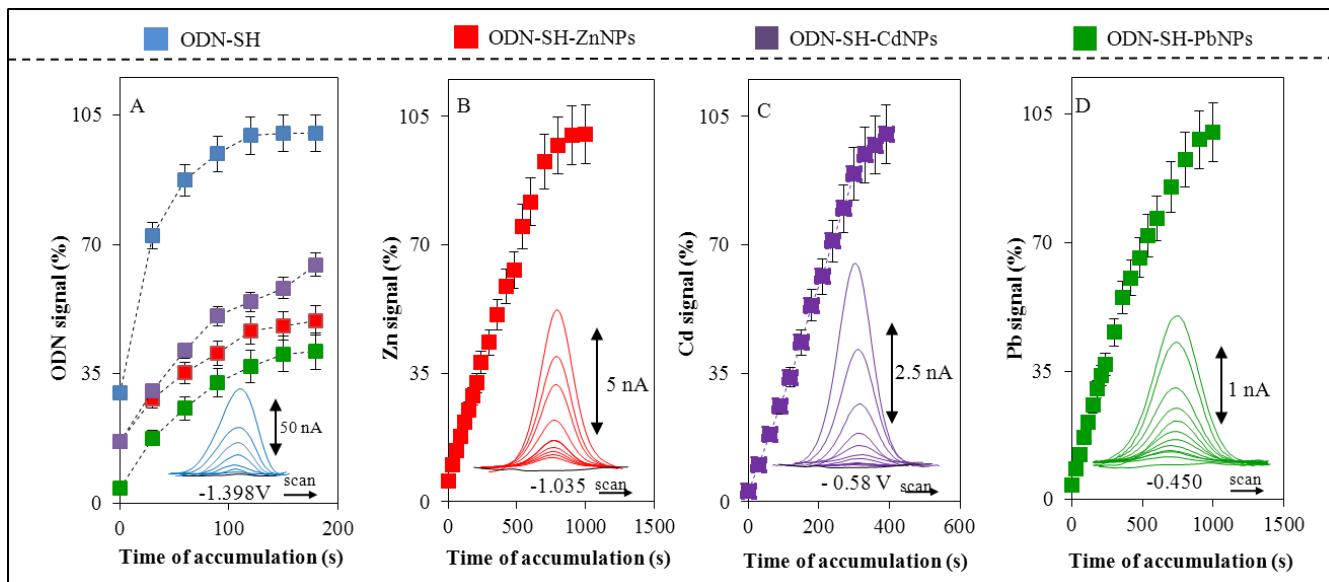 ODN-SH ODN-SH-ZnNPs ODN-SH-CdNPs ODN-SH-PbNPs
A
ODN signal (%)
105
70
35
0
50 nA
-1.398V scan
0 100 200
Time of accumulation (s)
B
Zn signal (%)
105
70
35
0
5 nA
-1.035 scan
0 500 1000 1500
Time of accumulation (s)
C
Cd signal (%)
105
70
35
0
2.5 nA
- 0.58 V scan
0 200 400 600
Time of accumulation (s)
D
Pb signal (%)
105
70
35
0
1 nA
-0.450 scan
0 500 1000 1500
Time of accumulation (s)